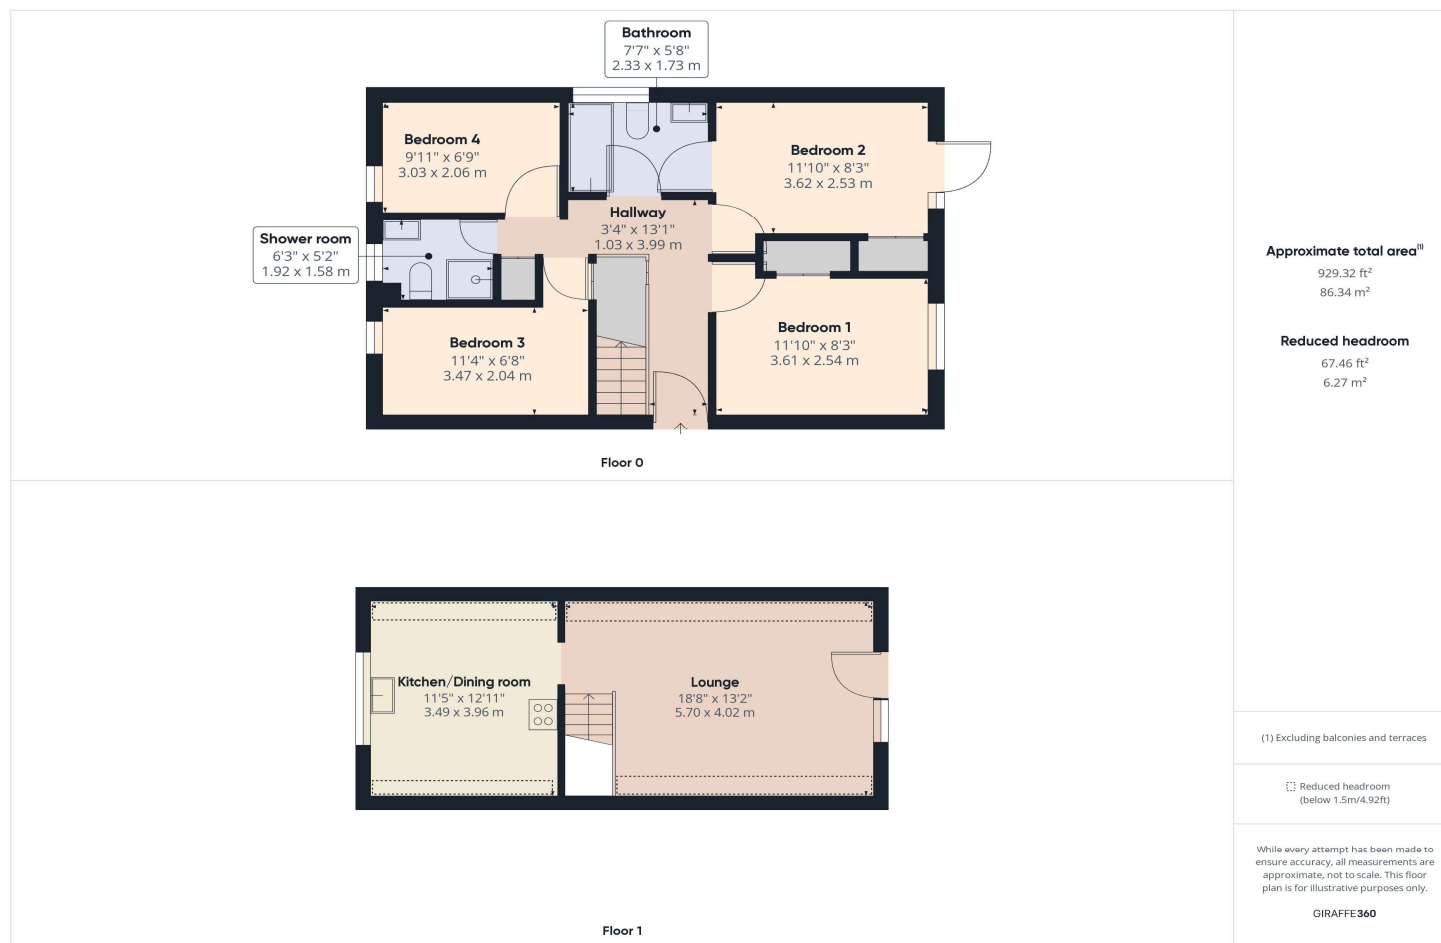 Bathroom
7'7" x 5'8"
2.33 x 1.73 m
Bedroom 4
9'11" x 6'9"
3.03 x 2.06 m
Bedroom 2
11'10" x 8'3"
3.62 x 2.53 m
Hallway
3'4" x 13'1"
1.03 x 3.99 m
Shower room
6'3" x 5'2"
1.92 x 1.58 m
Bedroom 3
11'4" x 6'8"
3.47 x 2.04 m
Bedroom 1
11'10" x 8'3"
3.61 x 2.54 m
Floor 0
Kitchen/Dining room
11'5" x 12'11"
3.49 x 3.96 m
Lounge
18'8" x 13'2"
5.70 x 4.02 m
Floor 1
Approximate total area(1)
929.32 ft²
86.34 m²
Reduced headroom
67.46 ft²
6.27 m²
(1) Excluding balconies and terraces
Reduced headroom
(below 1.5m/4.92ft)
While every attempt has been made to
ensure accuracy, all measurements are
approximate, not to scale. This floor
plan is for illustrative purposes only.
GIRAFFE360